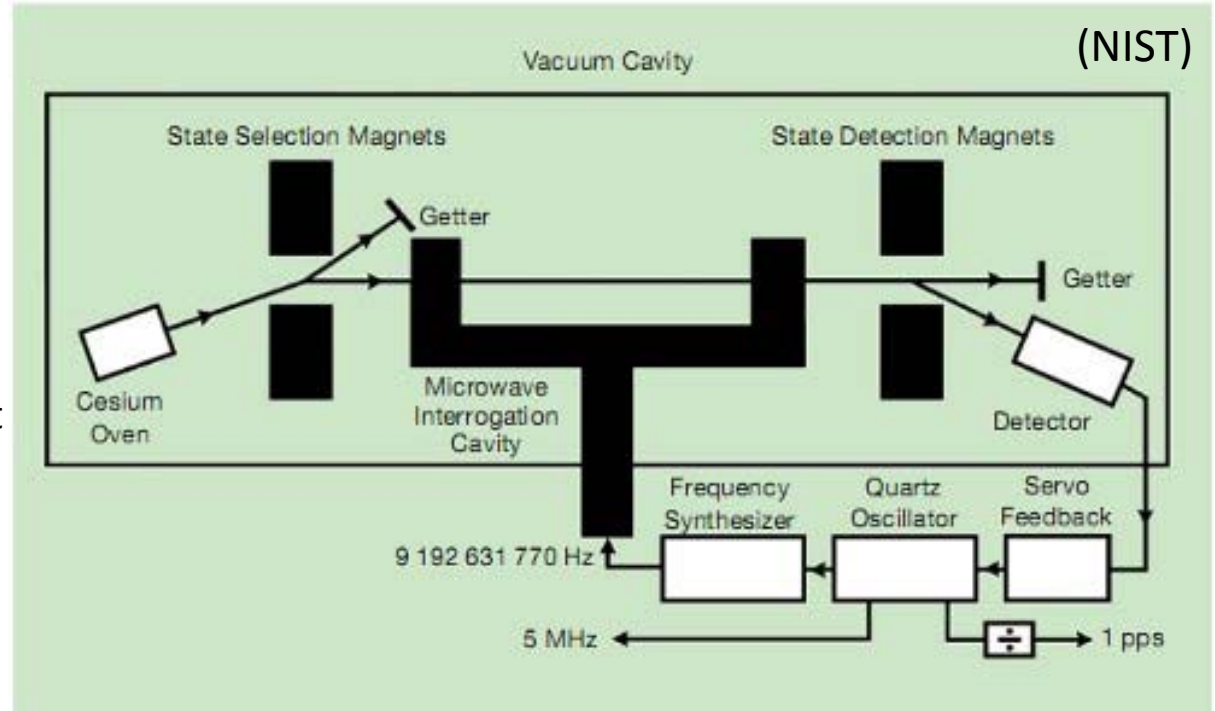 (NIST)
Vacuum Cavity
State Selection Magnets
State Detection Magnets
Getter
Getter
Cesium
Oven
Microwave
Interrogation
Cavity
Detector
Frequency
Synthesizer
Quartz
Oscillator
Servo
Feedback
9 192 631 770 Hz
5 MHz
÷
1 pps